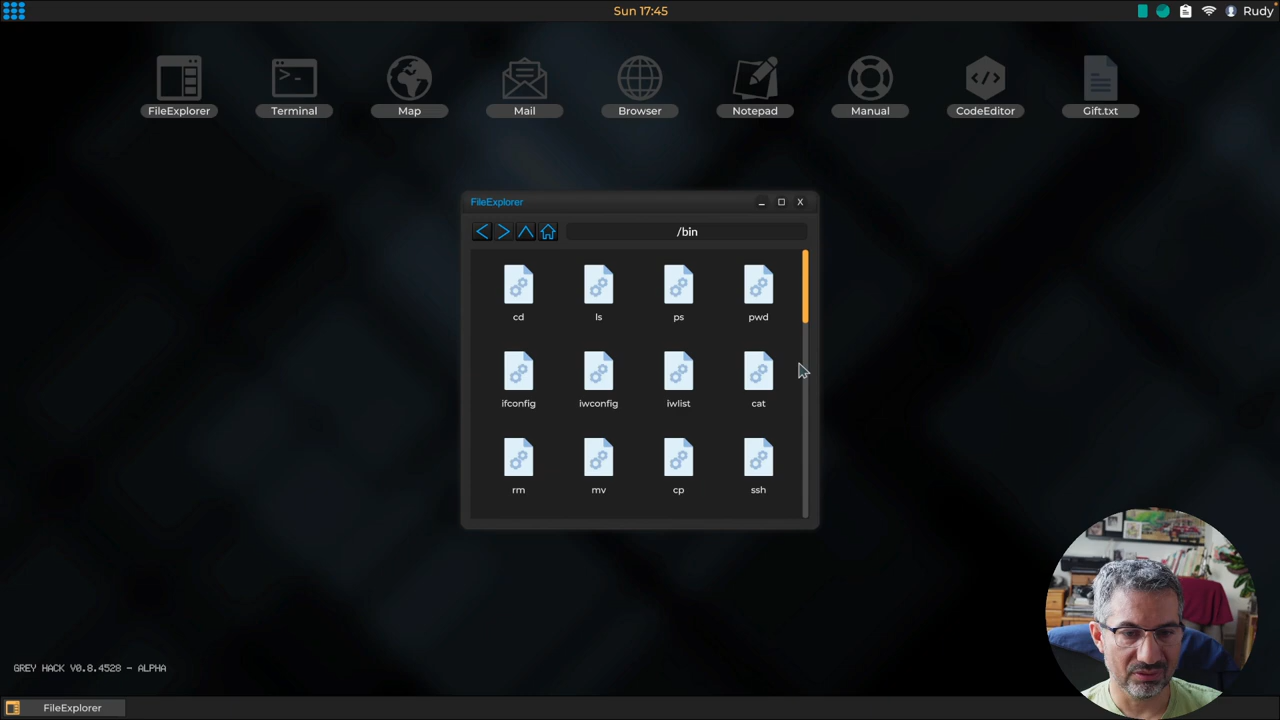 Sun 17:45
Rudy
FileExplorer
Terminal
Map
Mail
Browser
Notepad
Manual
CodeEditor
Gift.txt
FileExplorer
X
/bin
cd
ls
ps
pwd
ifconfig
iwconfig
iwlist
cat
rm
mv
cp
ssh
GREY HACK V0.8.4528 - ALPHA
FileExplorer